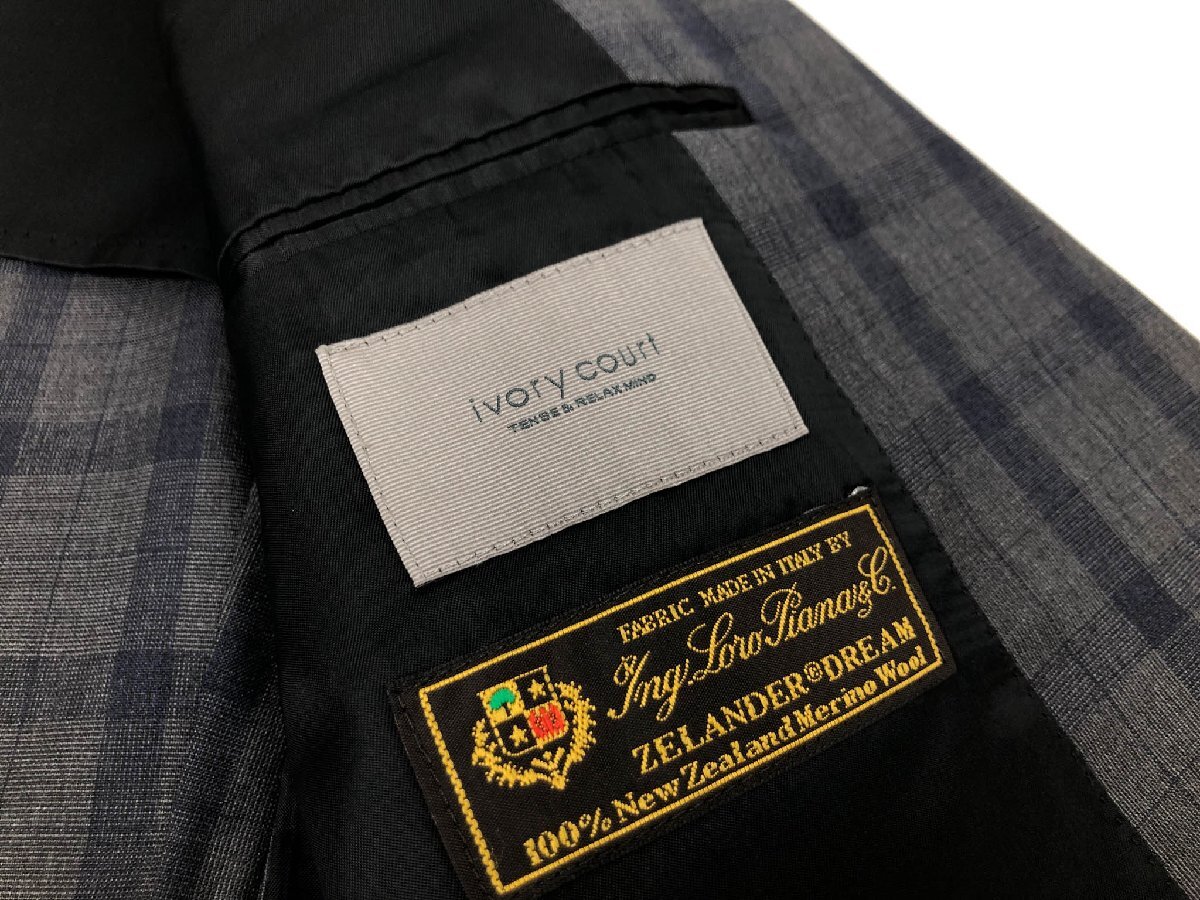 ivory court
TENSE & RELAX MIND
FABRIC MADE IN ITALY BY
Ing. Loro Piana & C.
ZELANDER®DREAM
100% New Zealand Merino Wool